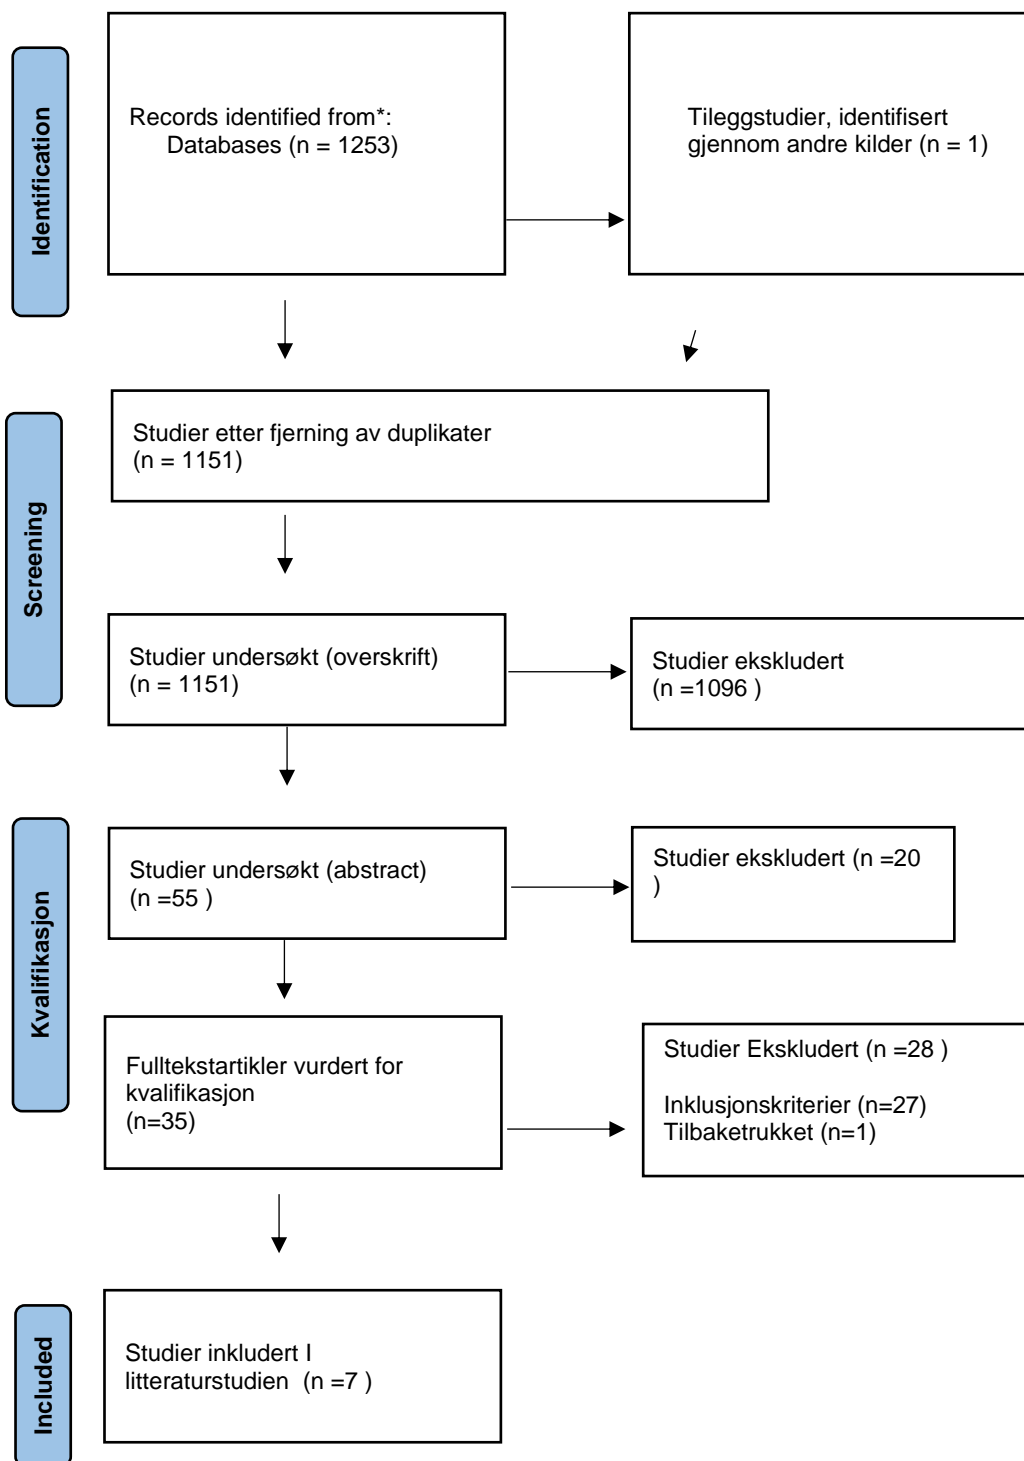 Identification
Records identified from*:
Databases (n = 1253)
Tileggstudier, identifisert
gjennom andre kilder (n = 1)
Screening
Studier etter fjerning av duplikater
(n = 1151)
Studier undersøkt (overskrift)
(n = 1151)
Studier ekskludert
(n =1096 )
Kvalifikasjon
Studier undersøkt (abstract)
(n =55 )
Studier ekskludert (n =20
)
Fulltekstartikler vurdert for
kvalifikasjon
(n=35)
Studier Ekskludert (n =28 )
Inklusjonskriterier (n=27)
Tilbaketrukket (n=1)
Included
Studier inkludert I
litteraturstudien  (n =7 )